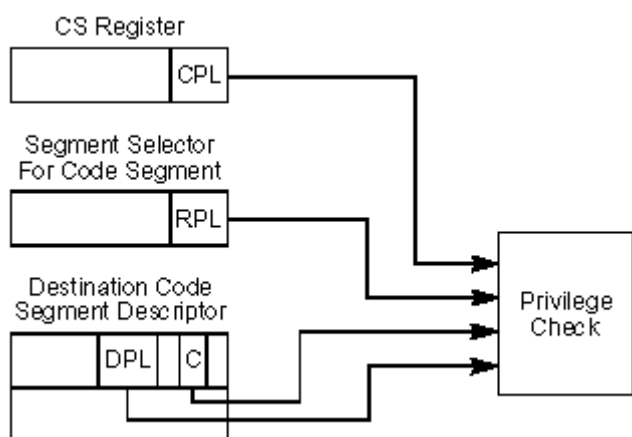 CS Register
CPL
Segment Selector
For Code Segment
RPL
Destination Code
Segment Descriptor
DPL
C
Privilege
Check